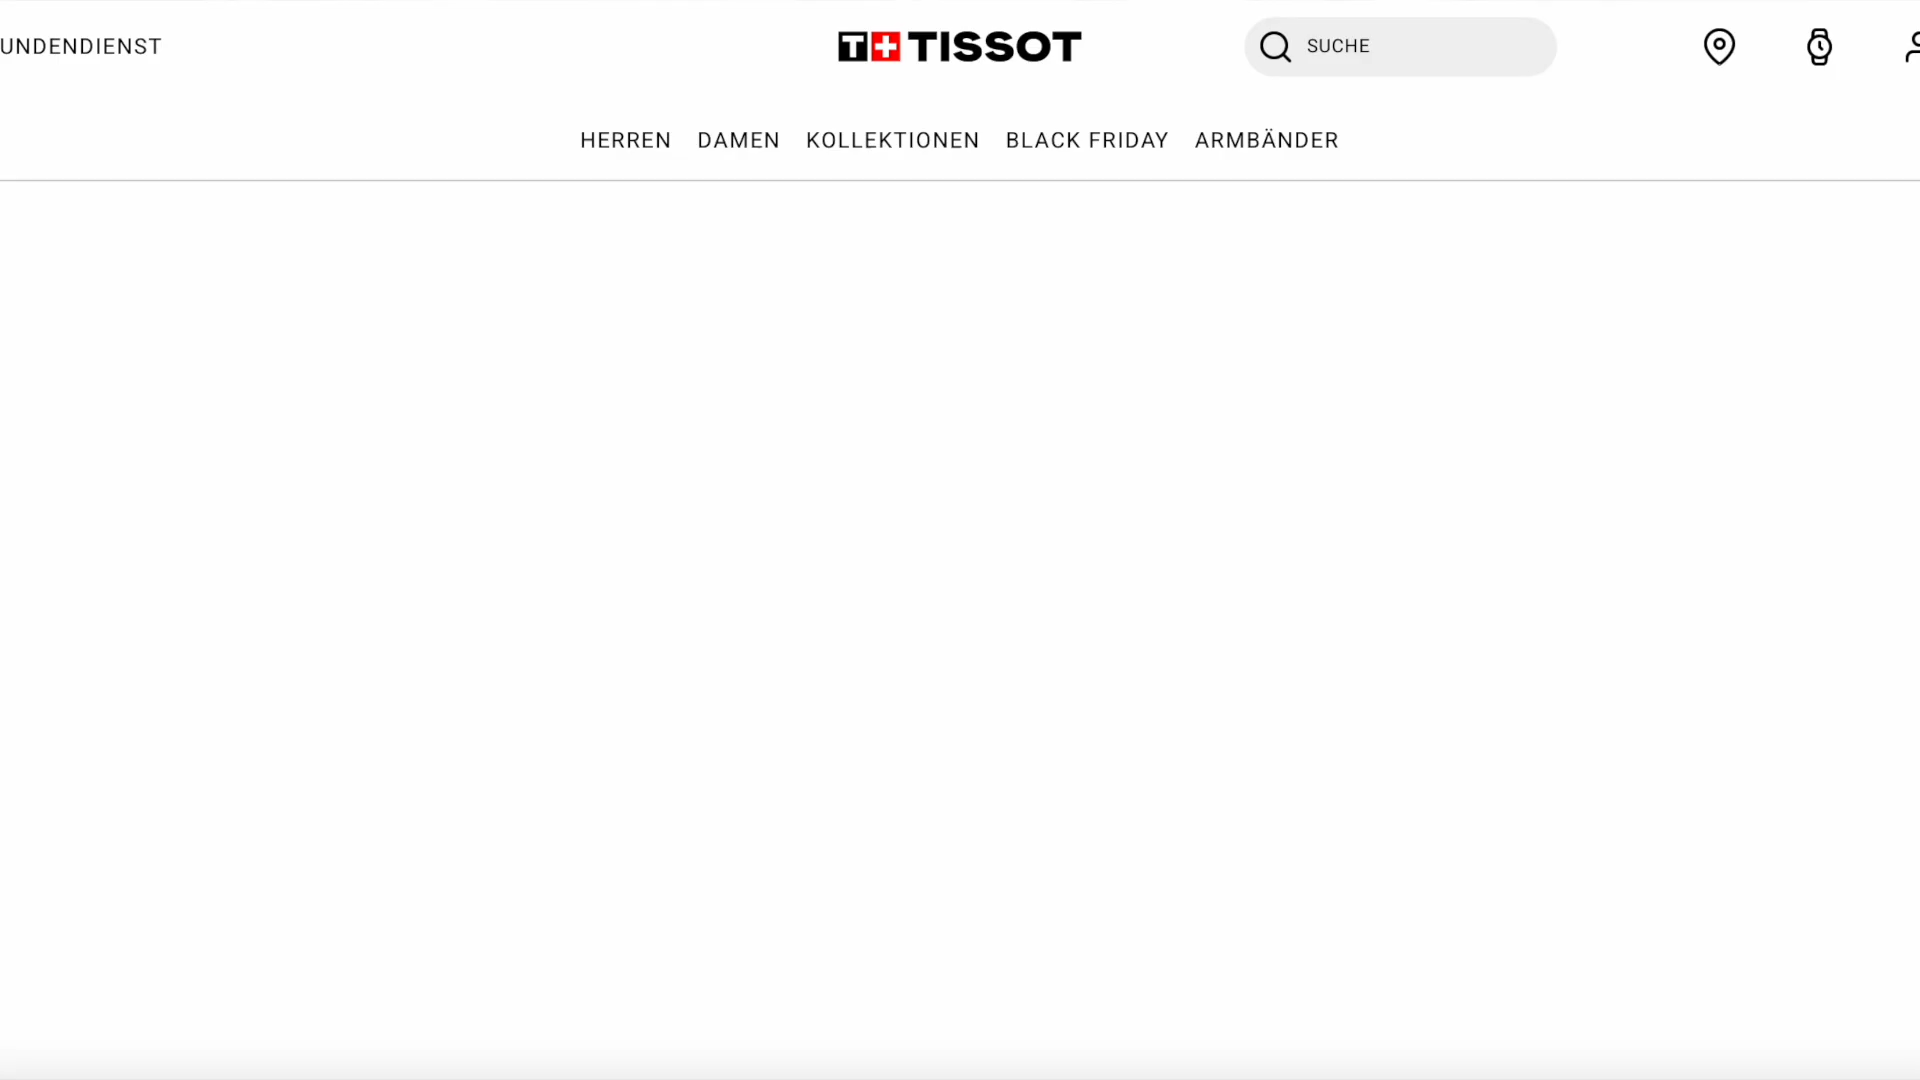 UNDENDIENST
T+ TISSOT
SUCHE
HERREN DAMEN KOLLEKTIONEN BLACK FRIDAY ARMBÄNDER